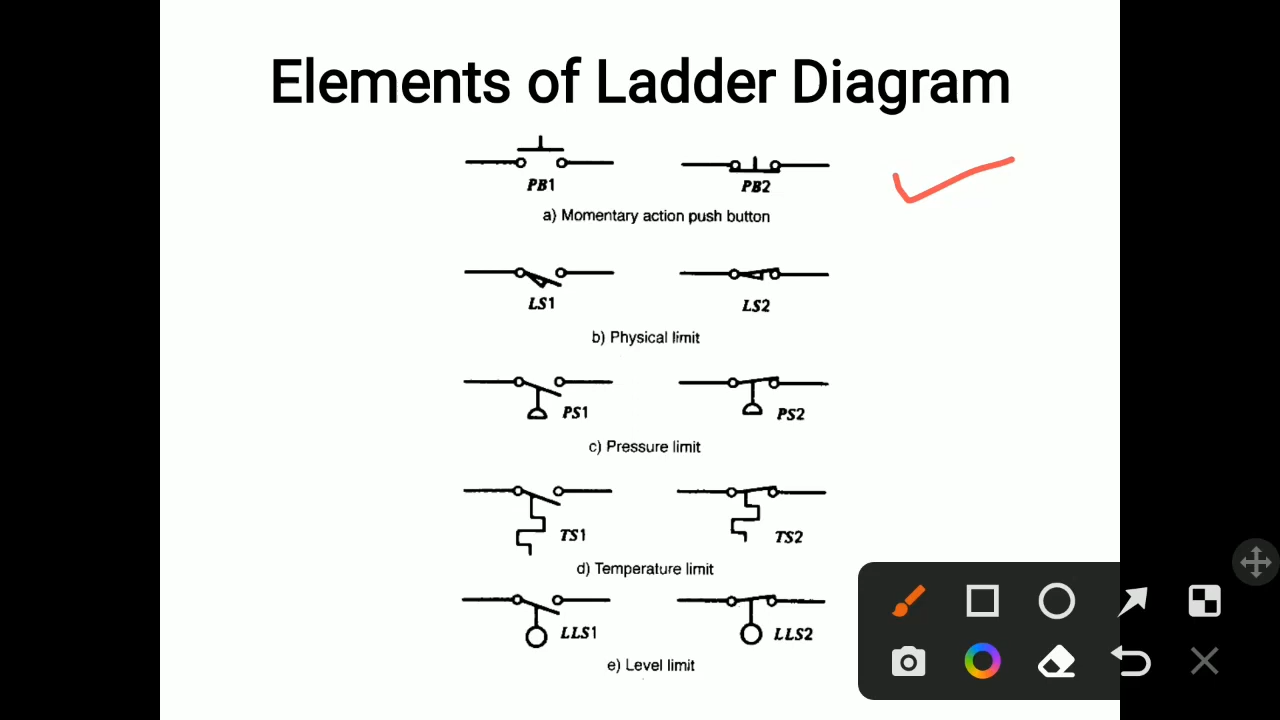 Elements of Ladder Diagram
PB1 PB2
a) Momentary action push button
LS1 LS2
b) Physical limit
PS1 PS2
c) Pressure limit
TS1 TS2
d) Temperature limit
LLS1 LLS2
e) Level limit